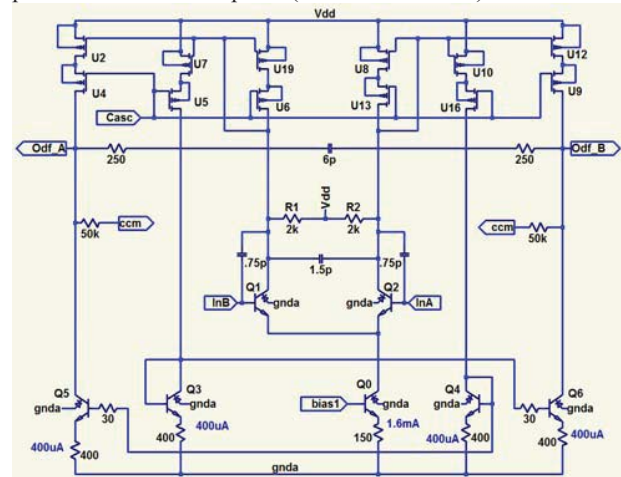 Vdd
U2
U7
U19
U8
U10
U12
U4
U5
U6
U13
U16
U9
Casc
Odf_A
250
6p
250
Odf_B
Vdd
R1
R2
2k
2k
50k
ccm
ccm
50k
.75p
1.5p
.75p
InB
Q1
gnda
gnda
Q2
InA
Q5
gnda
30
Q3
gnda
bias1
Q0
gnda
Q4
gnda
30
Q6
gnda
400uA
400
400
400uA
150
1.6mA
400uA
400
400
400uA
gnda